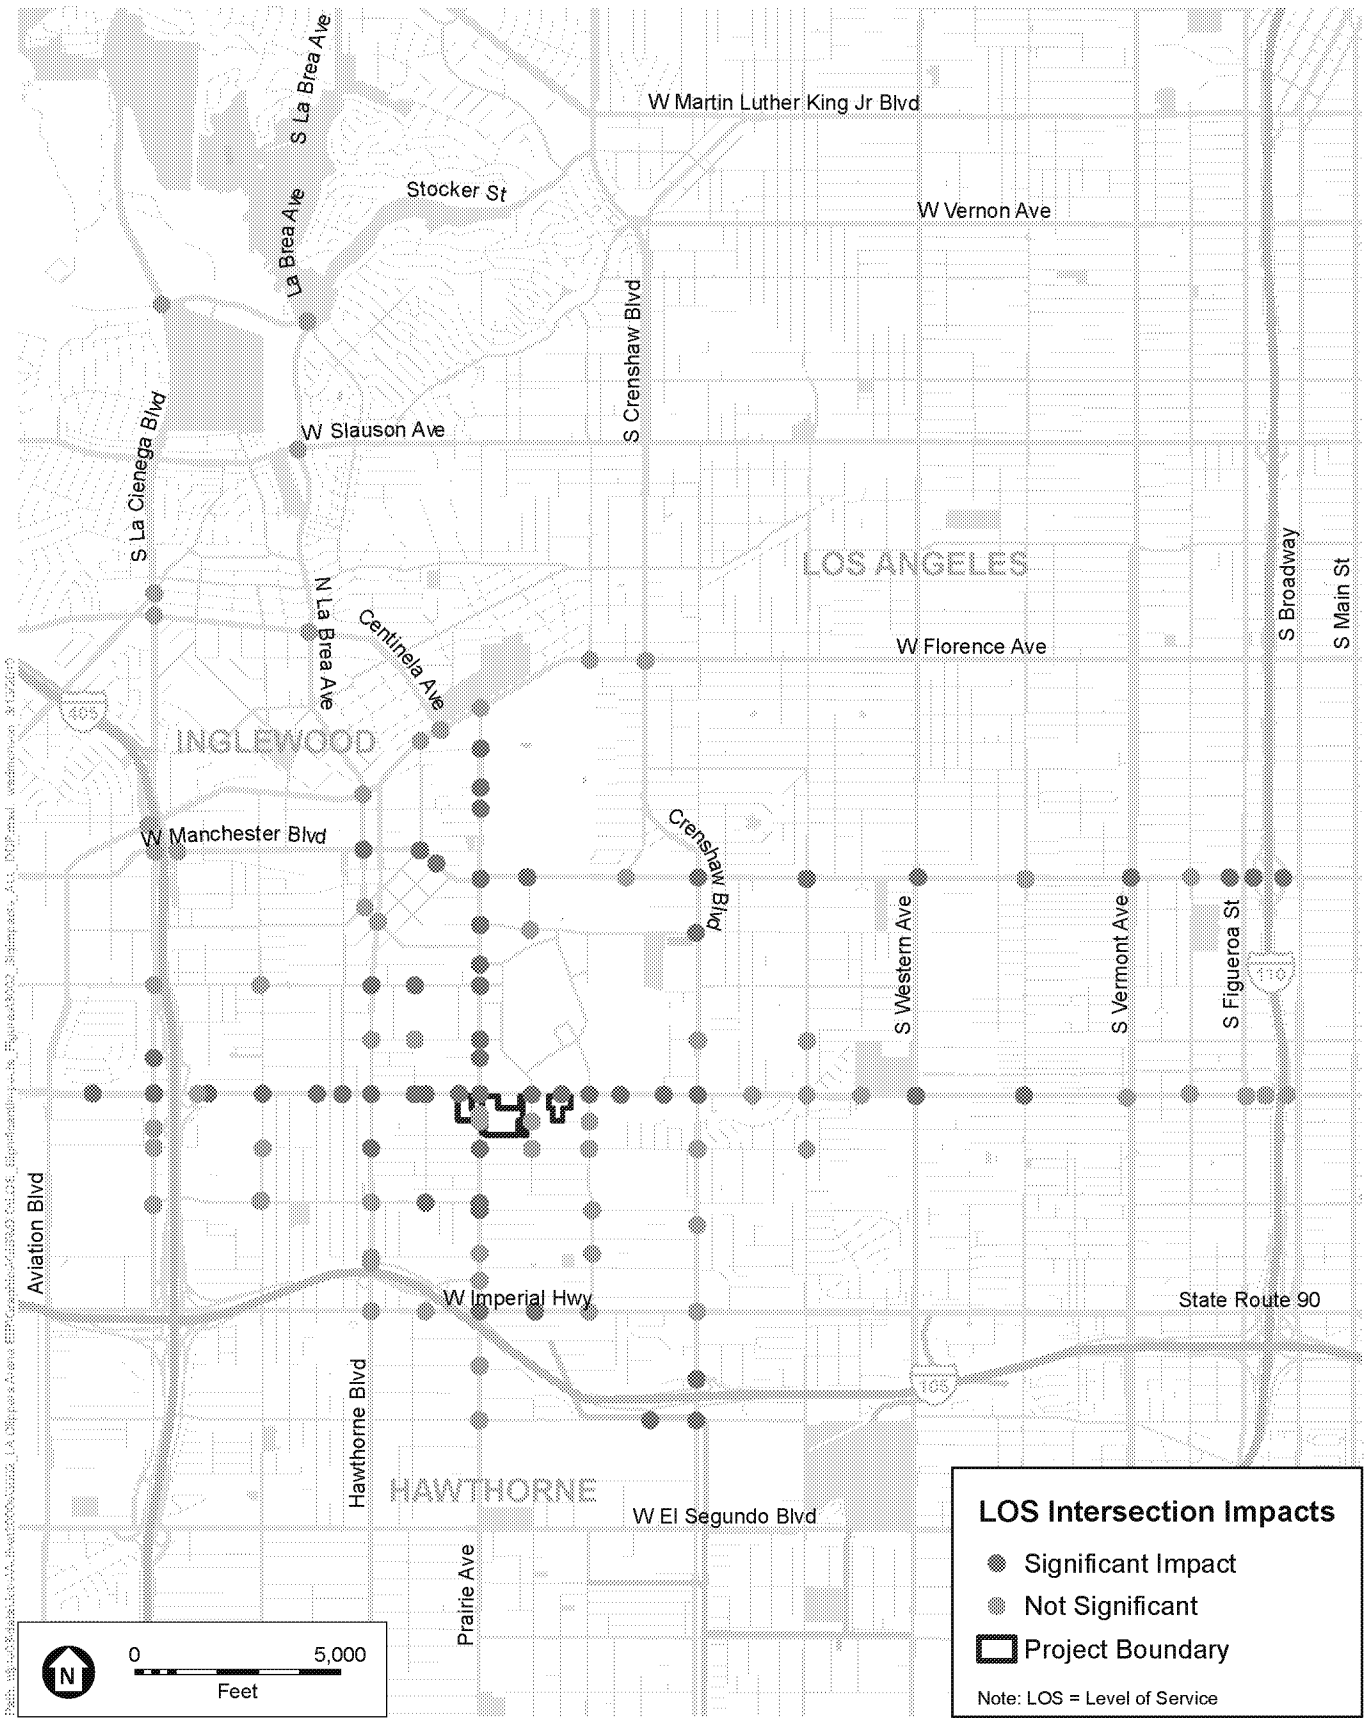 S La Brea Ave
W Martin Luther King Jr Blvd
Stocker St
W Vernon Ave
La Brea Ave
S Crenshaw Blvd
S La Cienega Blvd
W Slauson Ave
LOS ANGELES
S Broadway
S Main St
N La Brea Ave
Centinela Ave
W Florence Ave
405
INGLEWOOD
W Manchester Blvd
Crenshaw Blvd
S Western Ave
S Vermont Ave
S Figueroa St
110
Aviation Blvd
W Imperial Hwy
State Route 90
105
Hawthorne Blvd
HAWTHORNE
W El Segundo Blvd
Prairie Ave
LOS Intersection Impacts
Significant Impact
Not Significant
Project Boundary
Note: LOS = Level of Service
N
0 5,000
Feet